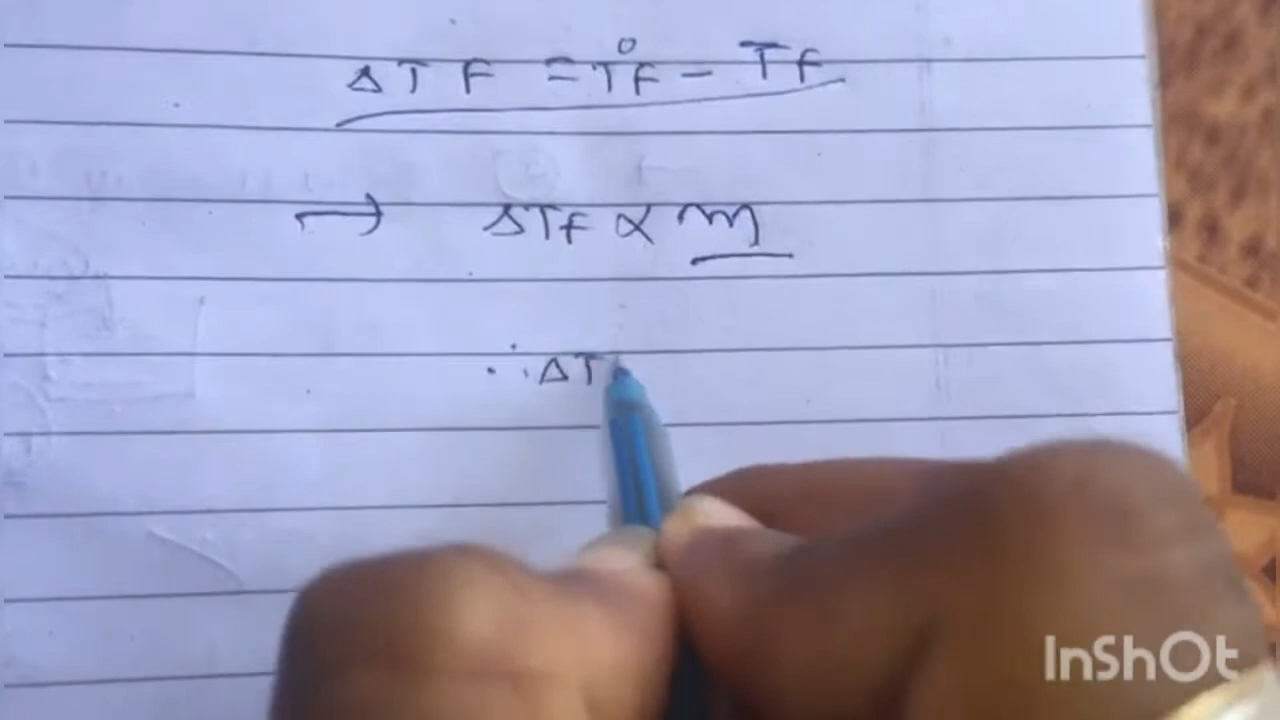 ΔTF = T°F - TF
→ ΔTF ∝ m
∴ ΔT
InShOt